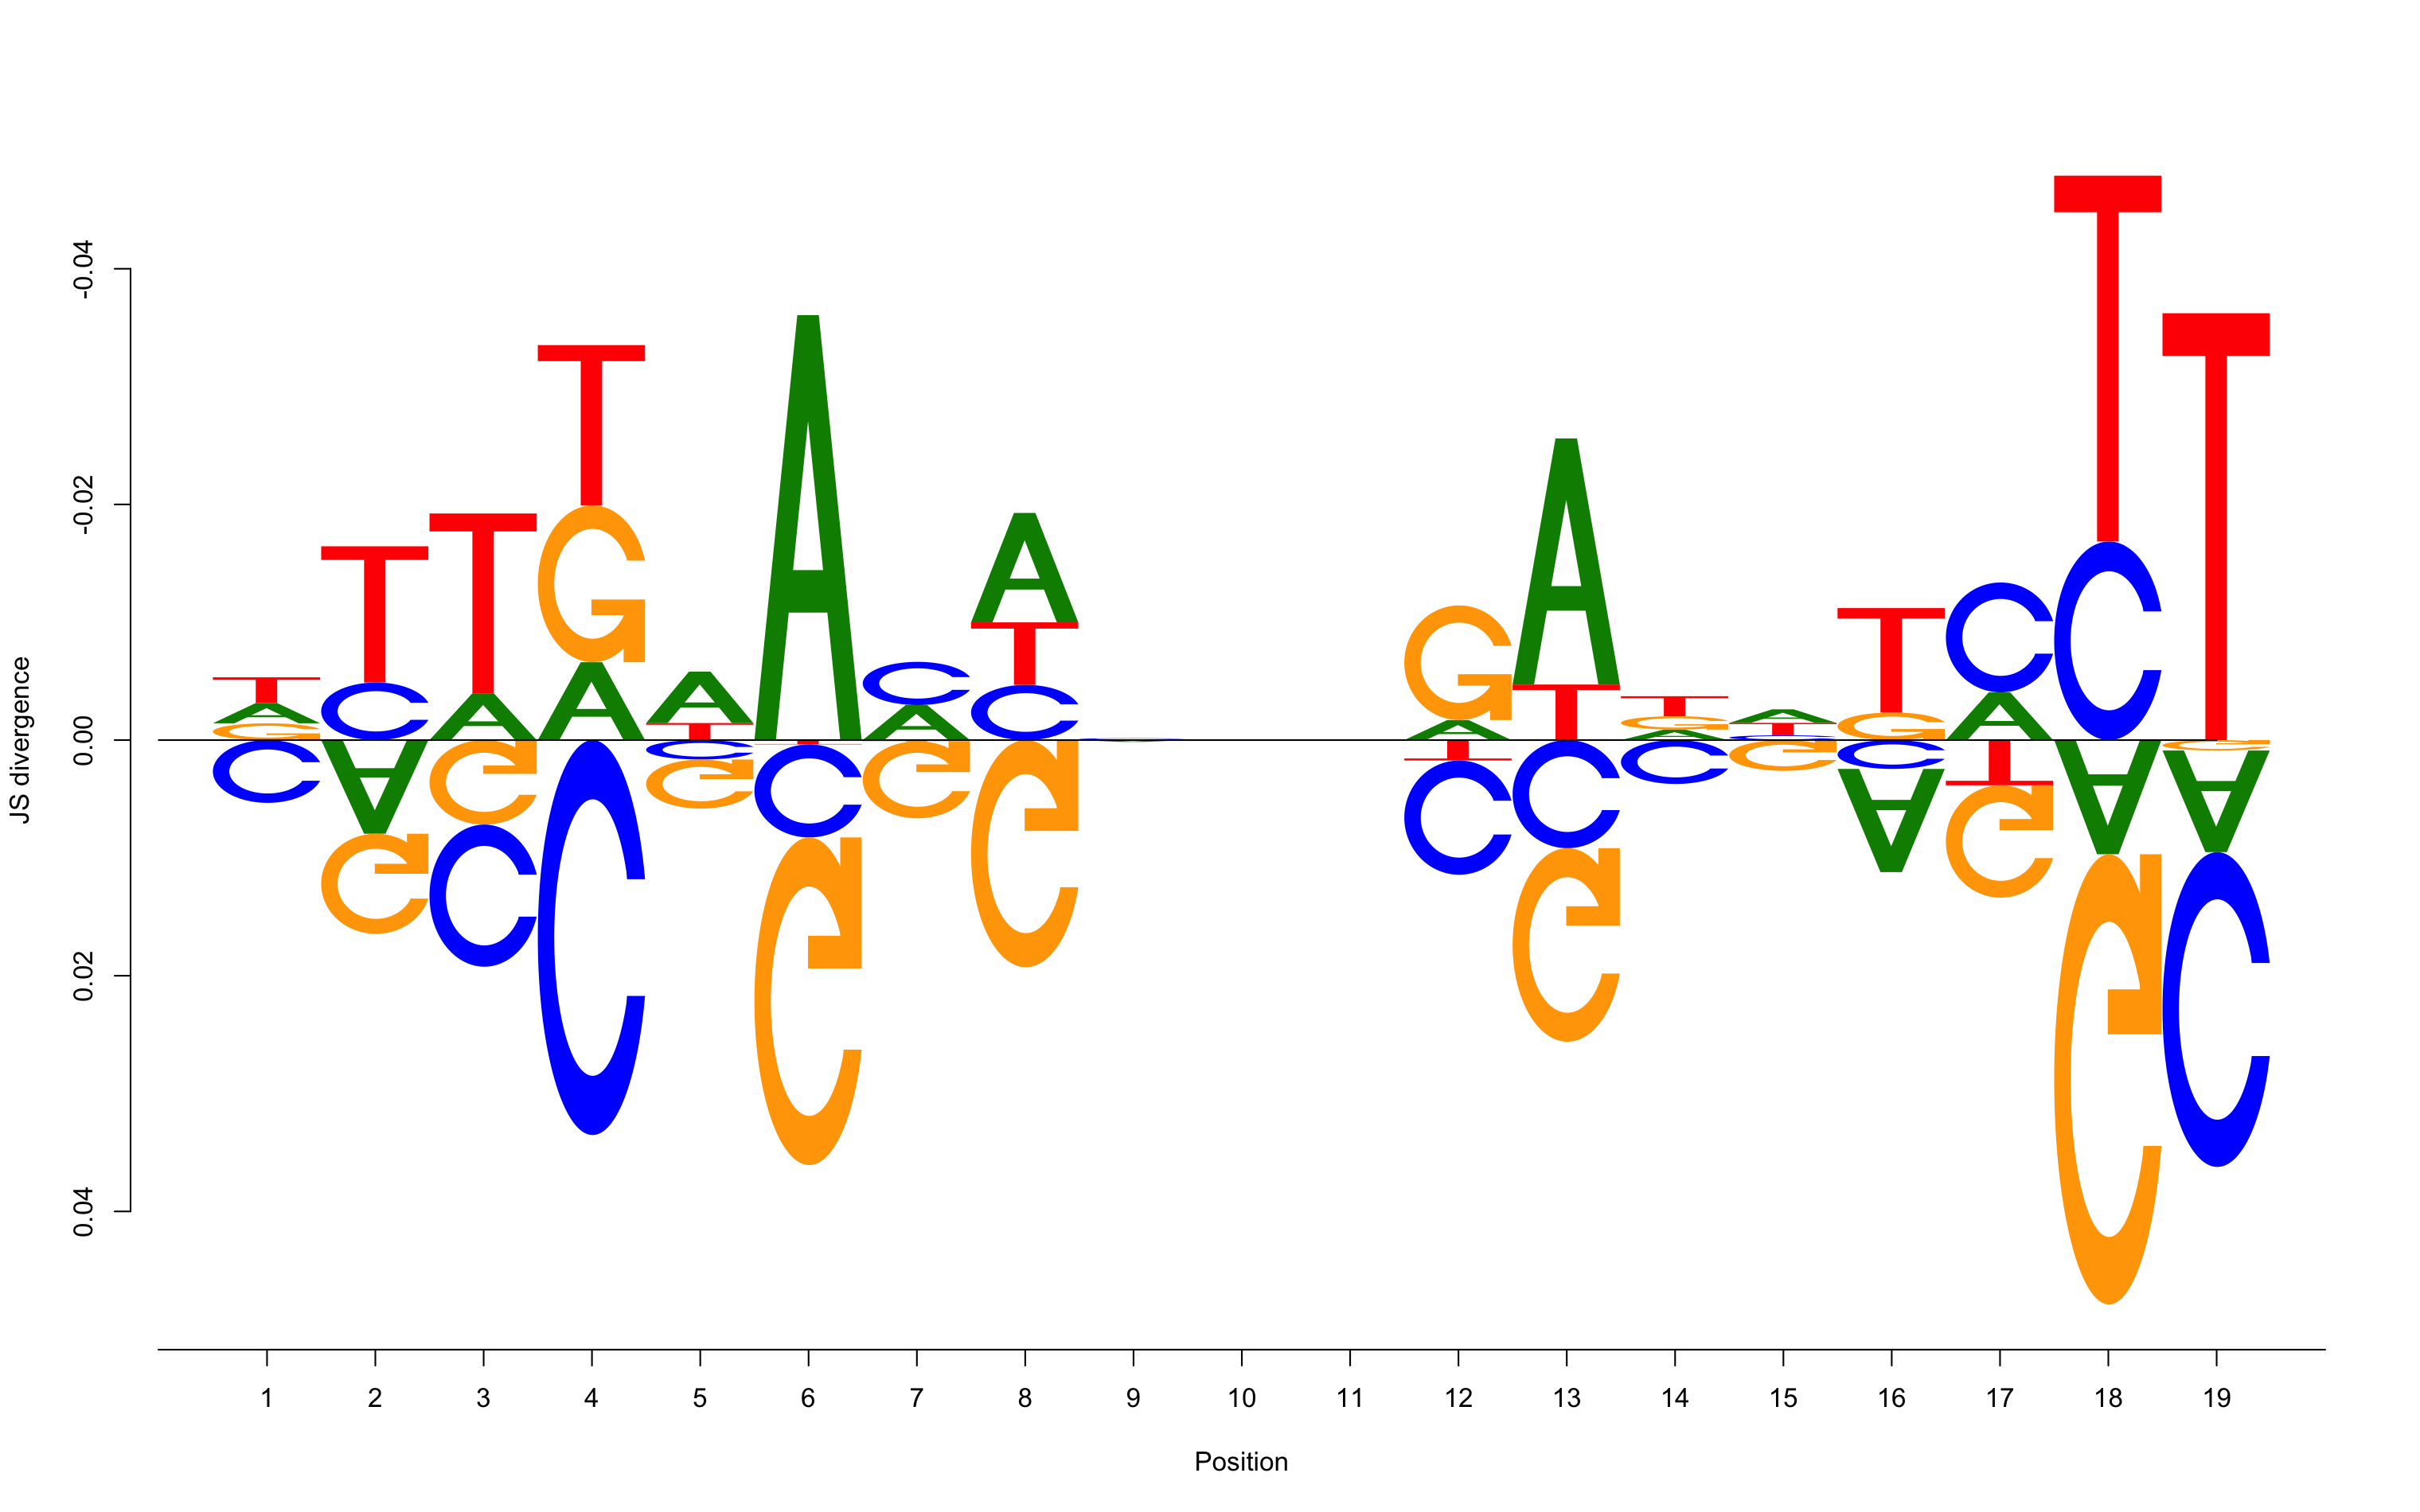 JS divergence
-0.04
-0.02
0.00
0.02
0.04
T A G C
T C A G
T A G C
T G A C
A T C G
A T C G
C A G
A T C G
G A T C
A T C G
T G A C
A T C G
T G C A
C A T G
T C A G
T G A C
1 2 3 4 5 6 7 8 9 10 11 12 13 14 15 16 17 18 19
Position